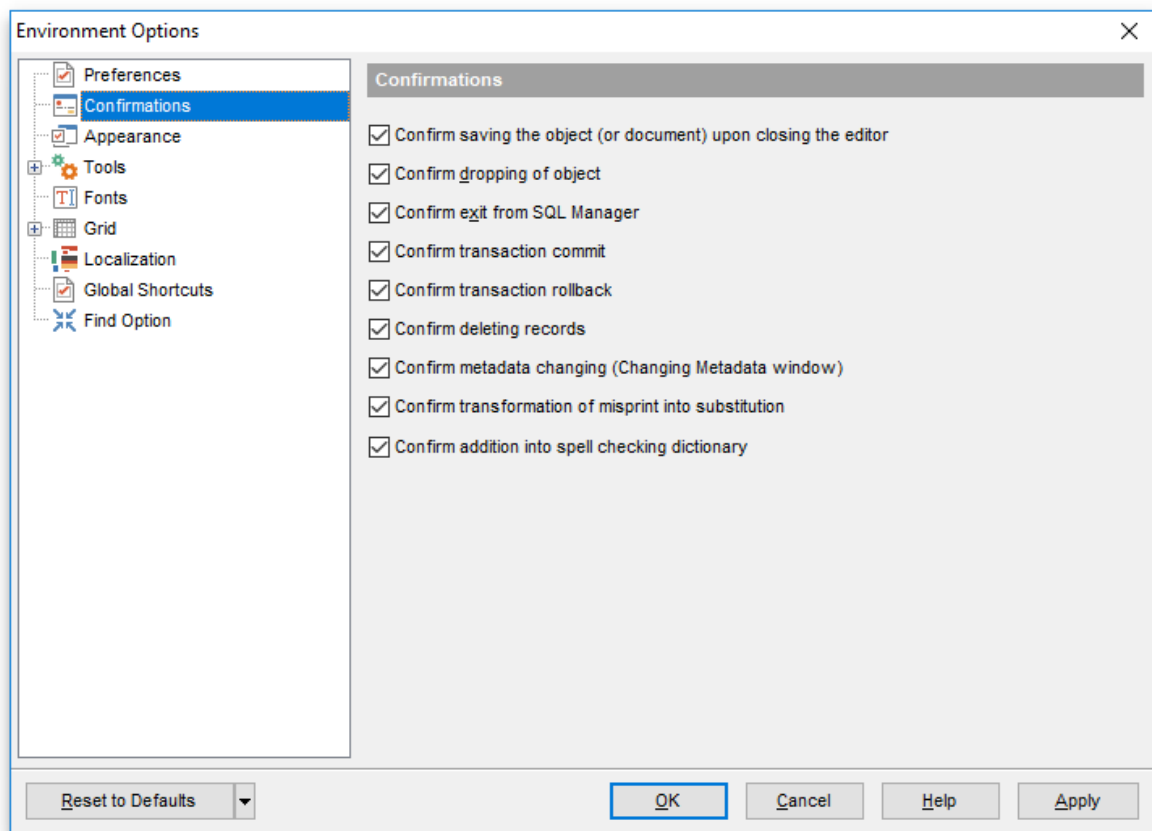 Environment Options
Preferences
Confirmations
Appearance
Tools
Fonts
Grid
Localization
Global Shortcuts
Find Option
Confirmations
Confirm saving the object (or document) upon closing the editor
Confirm dropping of object
Confirm exit from SQL Manager
Confirm transaction commit
Confirm transaction rollback
Confirm deleting records
Confirm metadata changing (Changing Metadata window)
Confirm transformation of misprint into substitution
Confirm addition into spell checking dictionary
Reset to Defaults
OK
Cancel
Help
Apply